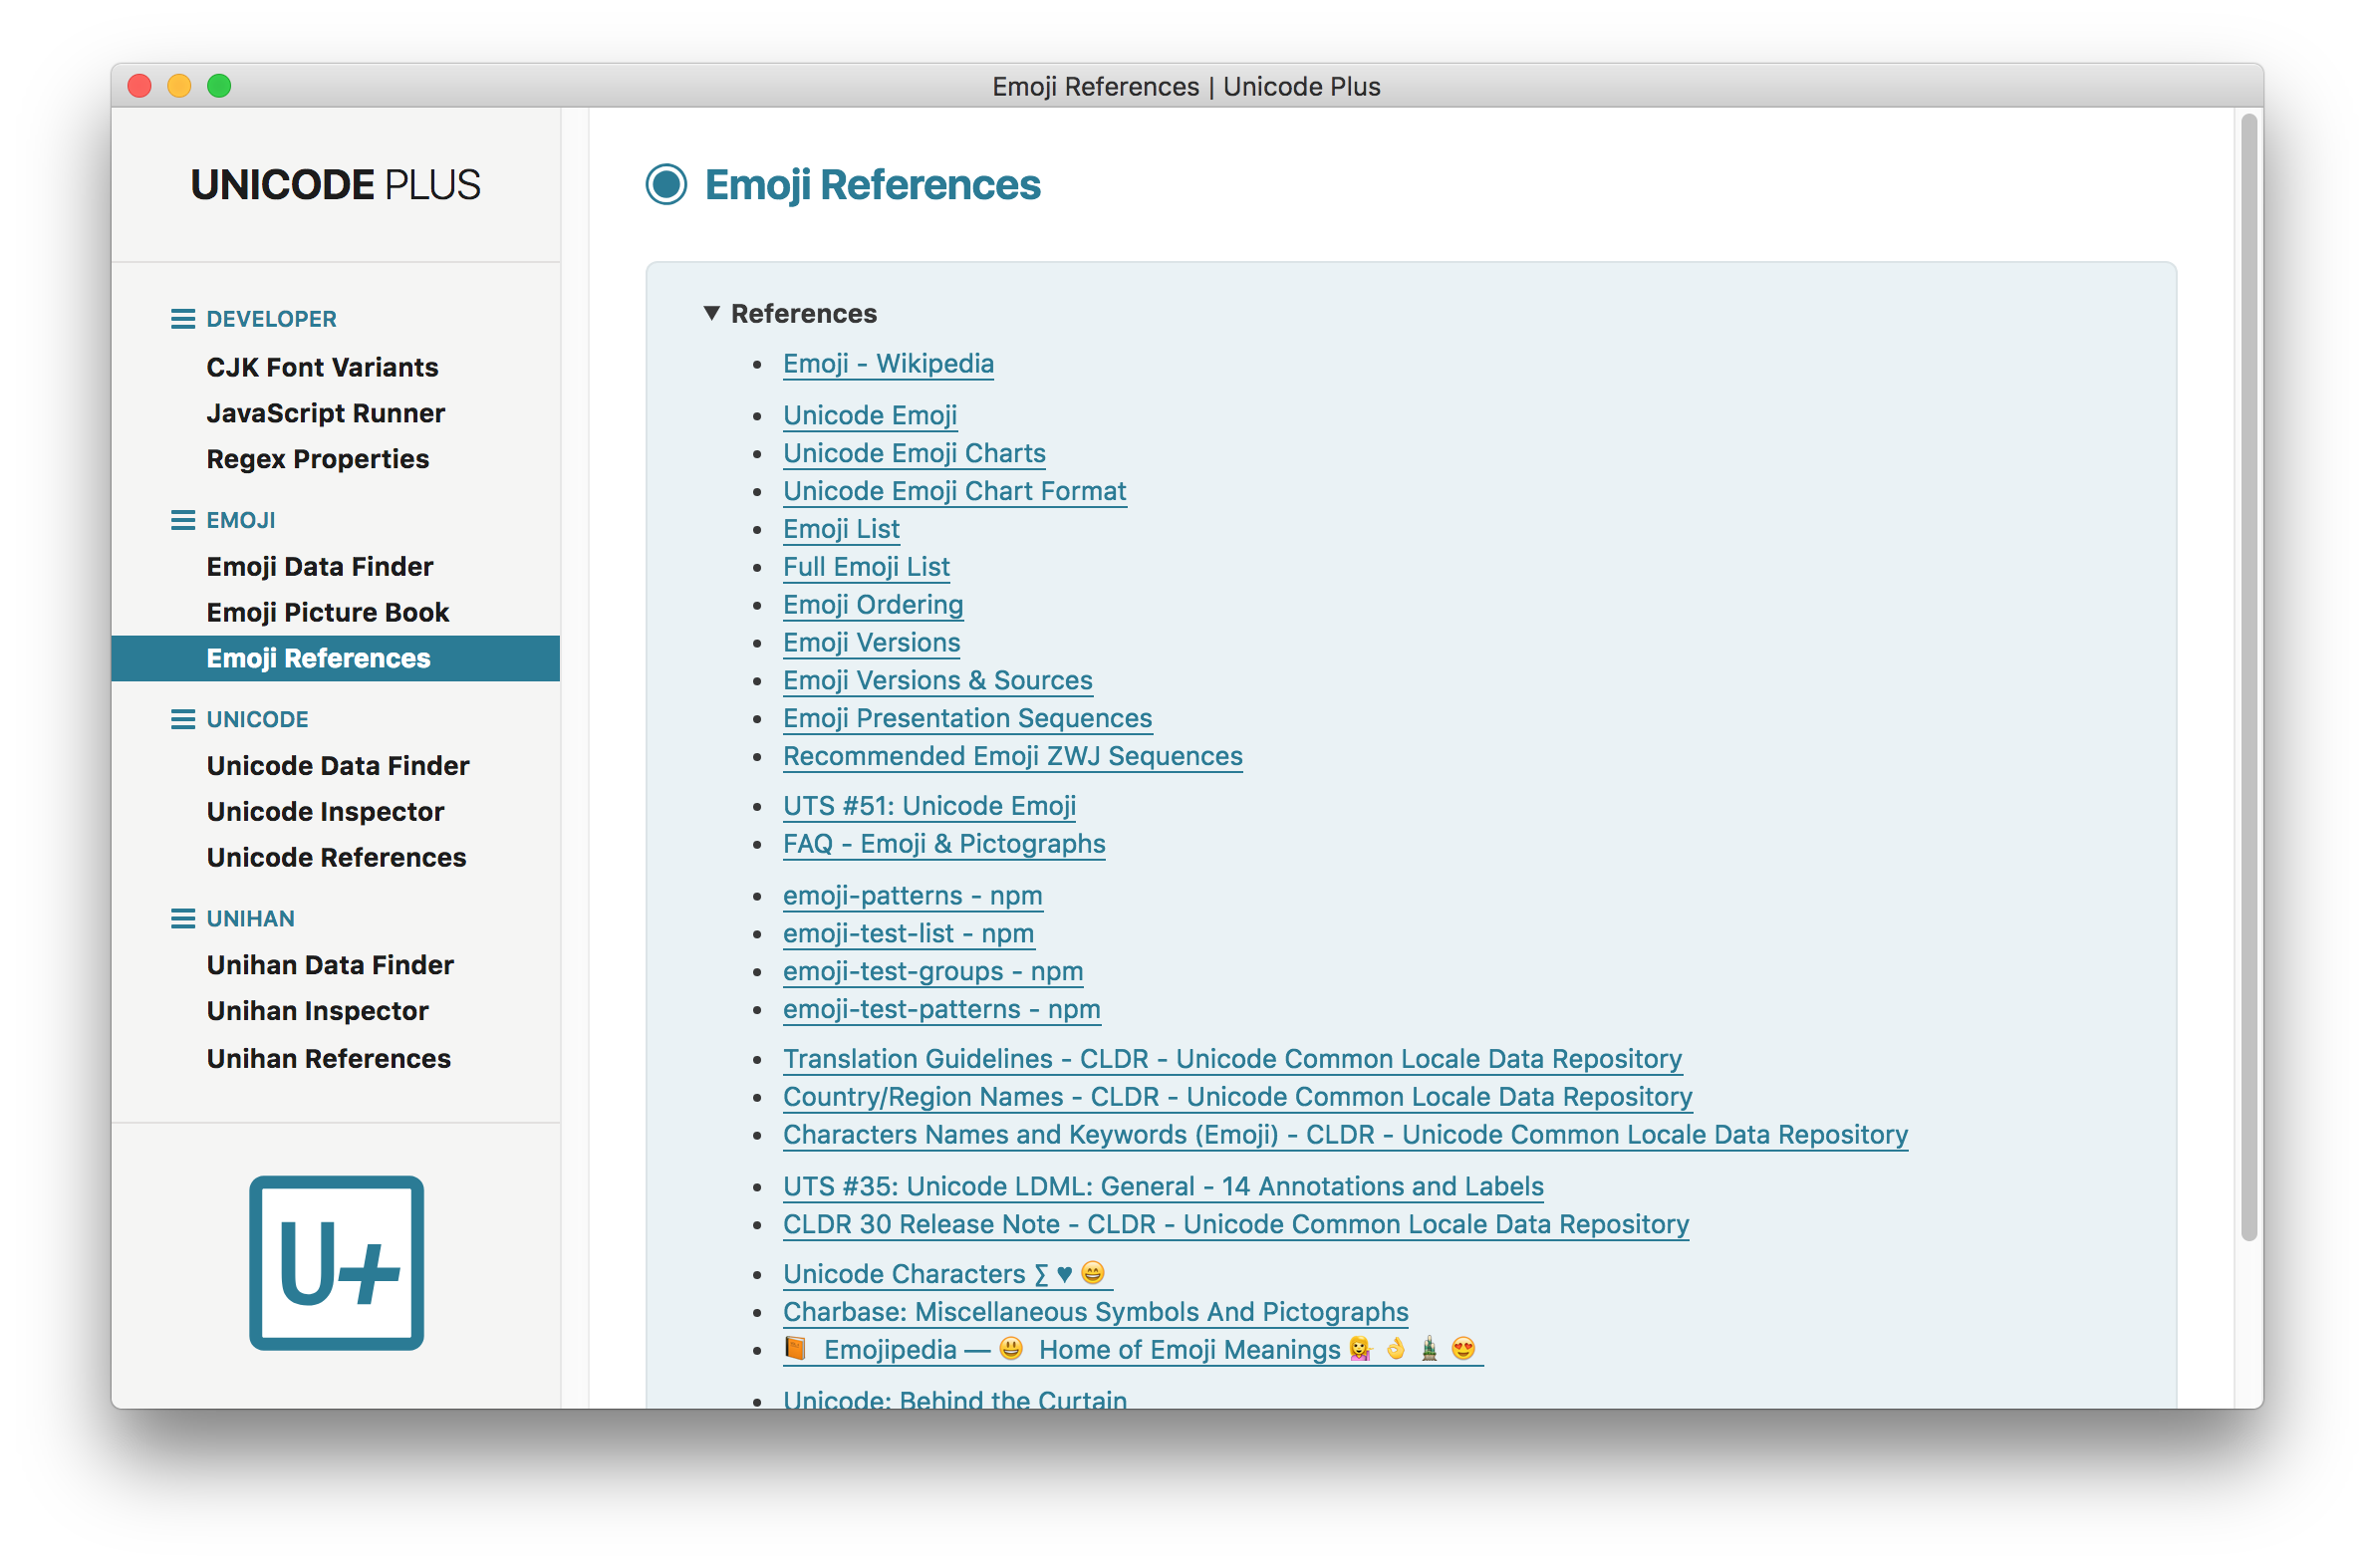 Emoji References | Unicode Plus
UNICODE PLUS
DEVELOPER
CJK Font Variants
JavaScript Runner
Regex Properties
EMOJI
Emoji Data Finder
Emoji Picture Book
Emoji References
UNICODE
Unicode Data Finder
Unicode Inspector
Unicode References
UNIHAN
Unihan Data Finder
Unihan Inspector
Unihan References
U+
Emoji References
▼ References
• Emoji - Wikipedia
• Unicode Emoji
• Unicode Emoji Charts
• Unicode Emoji Chart Format
• Emoji List
• Full Emoji List
• Emoji Ordering
• Emoji Versions
• Emoji Versions & Sources
• Emoji Presentation Sequences
• Recommended Emoji ZWJ Sequences
• UTS #51: Unicode Emoji
• FAQ - Emoji & Pictographs
• emoji-patterns - npm
• emoji-test-list - npm
• emoji-test-groups - npm
• emoji-test-patterns - npm
• Translation Guidelines - CLDR - Unicode Common Locale Data Repository
• Country/Region Names - CLDR - Unicode Common Locale Data Repository
• Characters Names and Keywords (Emoji) - CLDR - Unicode Common Locale Data Repository
• UTS #35: Unicode LDML: General - 14 Annotations and Labels
• CLDR 30 Release Note - CLDR - Unicode Common Locale Data Repository
• Unicode Characters ∑ ♥ 😄
• Charbase: Miscellaneous Symbols And Pictographs
• 📙 Emojipedia — 😃 Home of Emoji Meanings 💁 👌 🎍 😍
• Unicode: Behind the Curtain